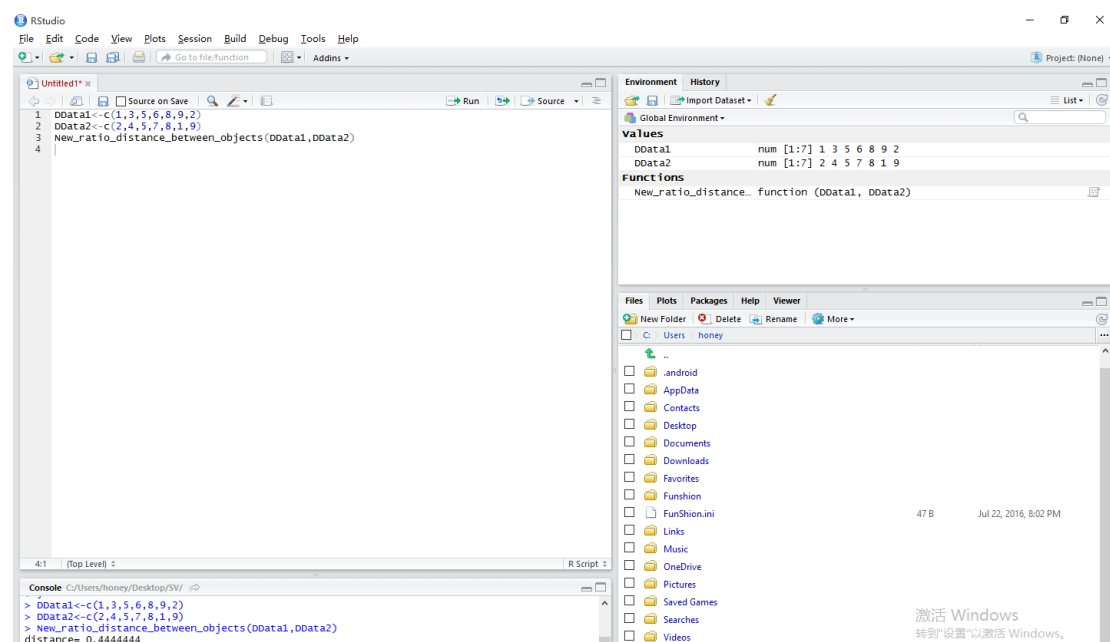 RStudio
File Edit Code View Plots Session Build Debug Tools Help
Go to file/function Addins Project: (None)
Untitled1*
Source on Save Run Source
1 DData1<-c(1,3,5,6,8,9,2)
2 DData2<-c(2,4,5,7,8,1,9)
3 New_ratio_distance_between_objects(DData1,DData2)
4
4:1 (Top Level) R Script
Console C:/Users/honey/Desktop/SV/
> DData1<-c(1,3,5,6,8,9,2)
> DData2<-c(2,4,5,7,8,1,9)
> New_ratio_distance_between_objects(DData1,DData2)
distance= 0.4444444
Environment History
Import Dataset List
Global Environment
Values
DData1 num [1:7] 1 3 5 6 8 9 2
DData2 num [1:7] 2 4 5 7 8 1 9
Functions
New_ratio_distance… function (DData1, DData2)
Files Plots Packages Help Viewer
New Folder Delete Rename More
C: Users honey
..
.android
AppData
Contacts
Desktop
Documents
Downloads
Favorites
Funshion
FunShion.ini 47 B Jul 22, 2016, 8:02 PM
Links
Music
OneDrive
Pictures
Saved Games
Searches
Videos
激活 Windows
转到"设置"以激活 Windows。